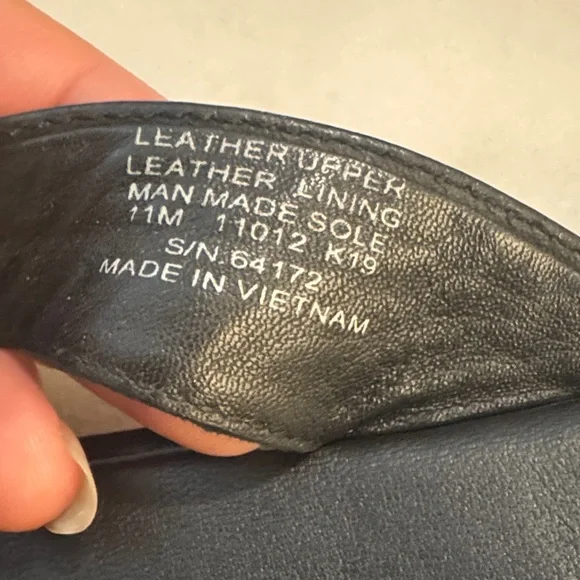 LEATHER UPPER
LEATHER LINING
MAN MADE SOLE
11M 11012 K19
S/N.64172
MADE IN VIETNAM